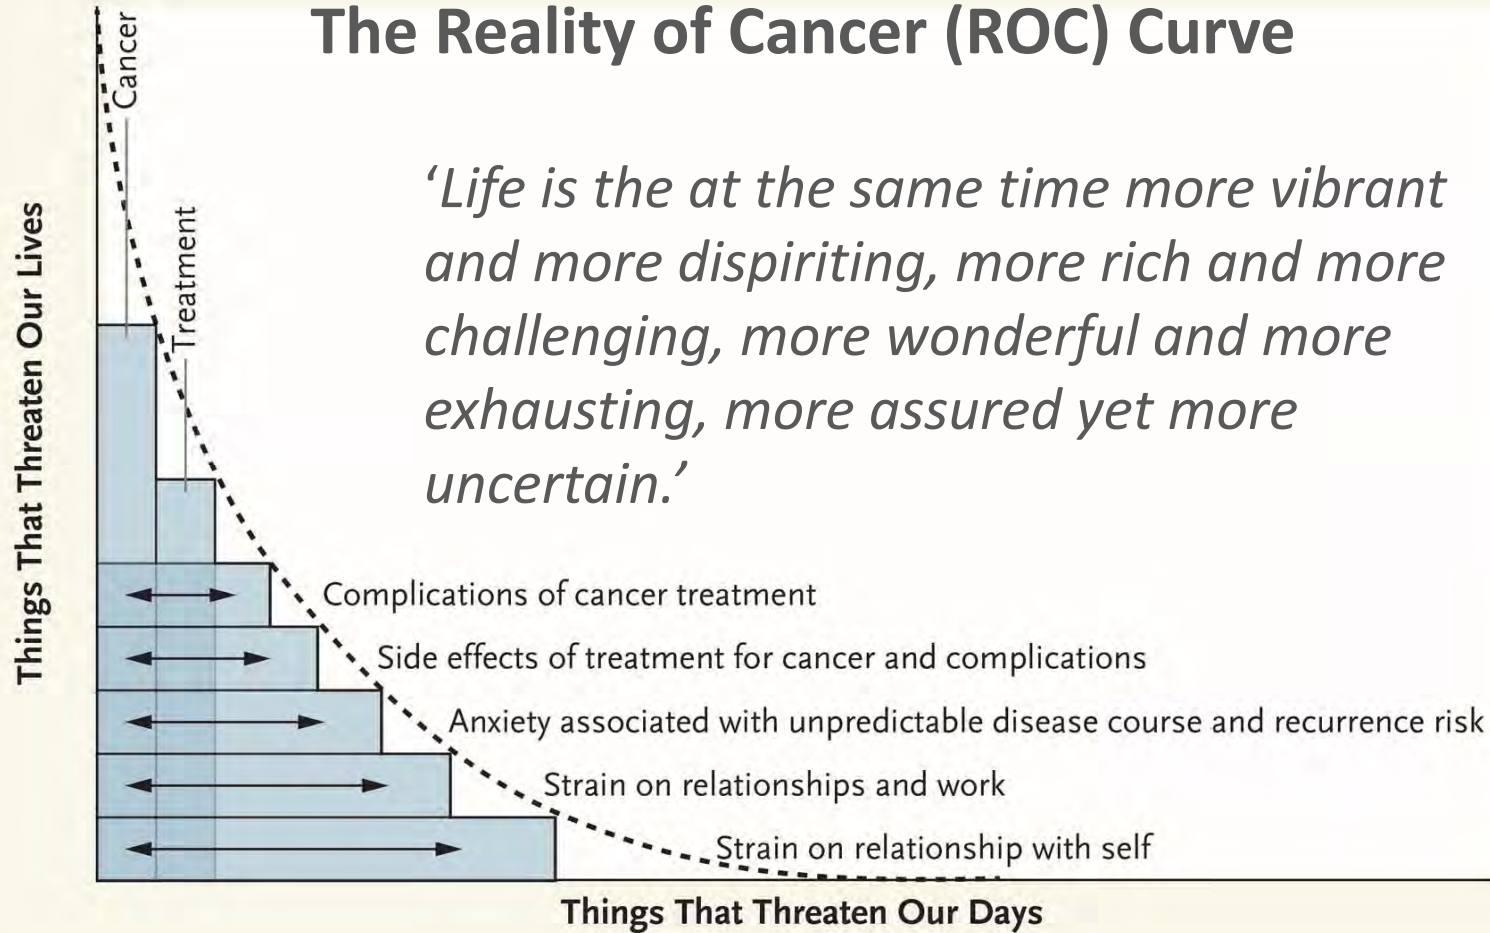 The Reality of Cancer (ROC) Curve
‘Life is the at the same time more vibrant
and more dispiriting, more rich and more
challenging, more wonderful and more
exhausting, more assured yet more
uncertain.’
Things That Threaten Our Lives
Cancer
Treatment
Complications of cancer treatment
Side effects of treatment for cancer and complications
Anxiety associated with unpredictable disease course and recurrence risk
Strain on relationships and work
Strain on relationship with self
Things That Threaten Our Days